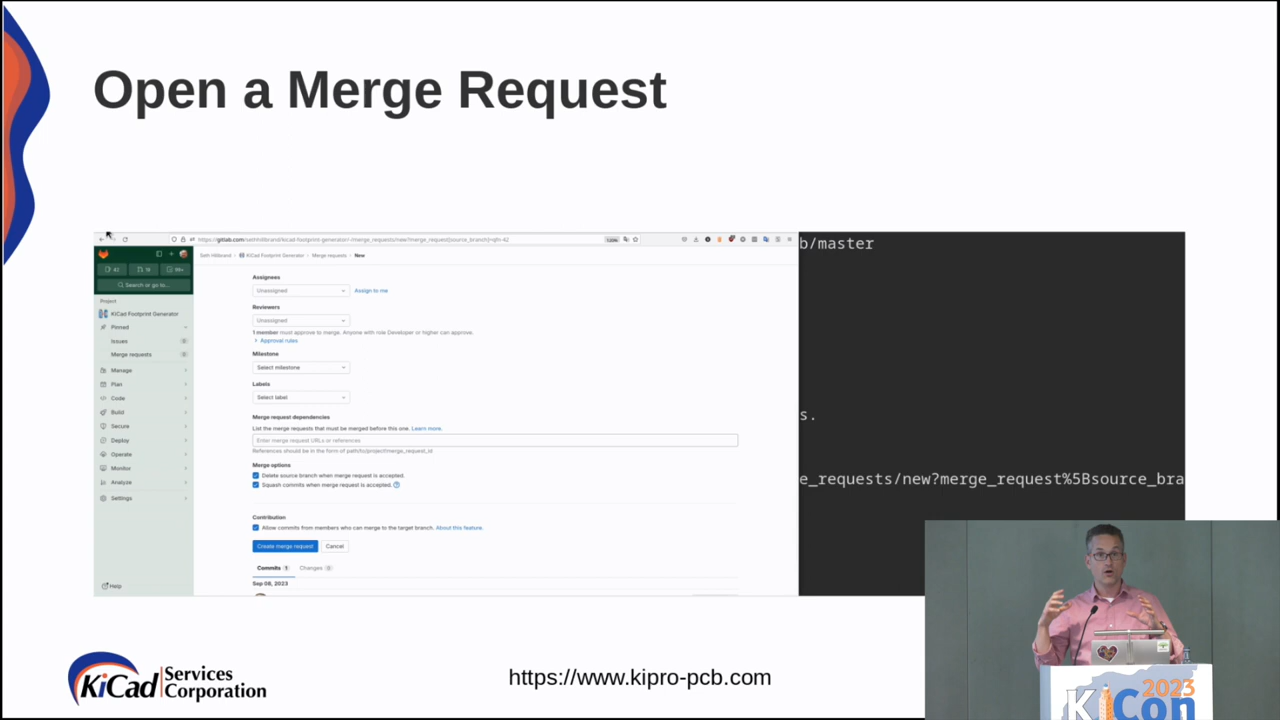 Open a Merge Request
https://gitlab.com/sethhillbrand/kicad-footprint-generator/-/merge_requests/new?merge_request[source_branch]=qfn-42
120%
b/master
Seth Hillbrand > KiCad Footprint Generator > Merge requests > New
42 18 99+
Search or go to...
Project
KiCad Footprint Generator
Pinned
Issues 0
Merge requests 0
Manage
Plan
Code
Build
Secure
Deploy
Operate
Monitor
Analyze
Settings
Help
Assignees
Unassigned
Assign to me
Reviewers
Unassigned
1 member must approve to merge. Anyone with role Developer or higher can approve.
Approval rules
Milestone
Select milestone
Labels
Select label
Merge request dependencies
List the merge requests that must be merged before this one. Learn more.
Enter merge request URLs or references
References should be in the form of path/to/project!merge_request_id
Merge options
Delete source branch when merge request is accepted.
Squash commits when merge request is accepted.
Contribution
Allow commits from members who can merge to the target branch. About this feature.
Create merge request Cancel
Commits 1 Changes 0
Sep 08, 2023
s.
e_requests/new?merge_request%5Bsource_bra
KiCad Services
Corporation
https://www.kipro-pcb.com
2023
KiCon